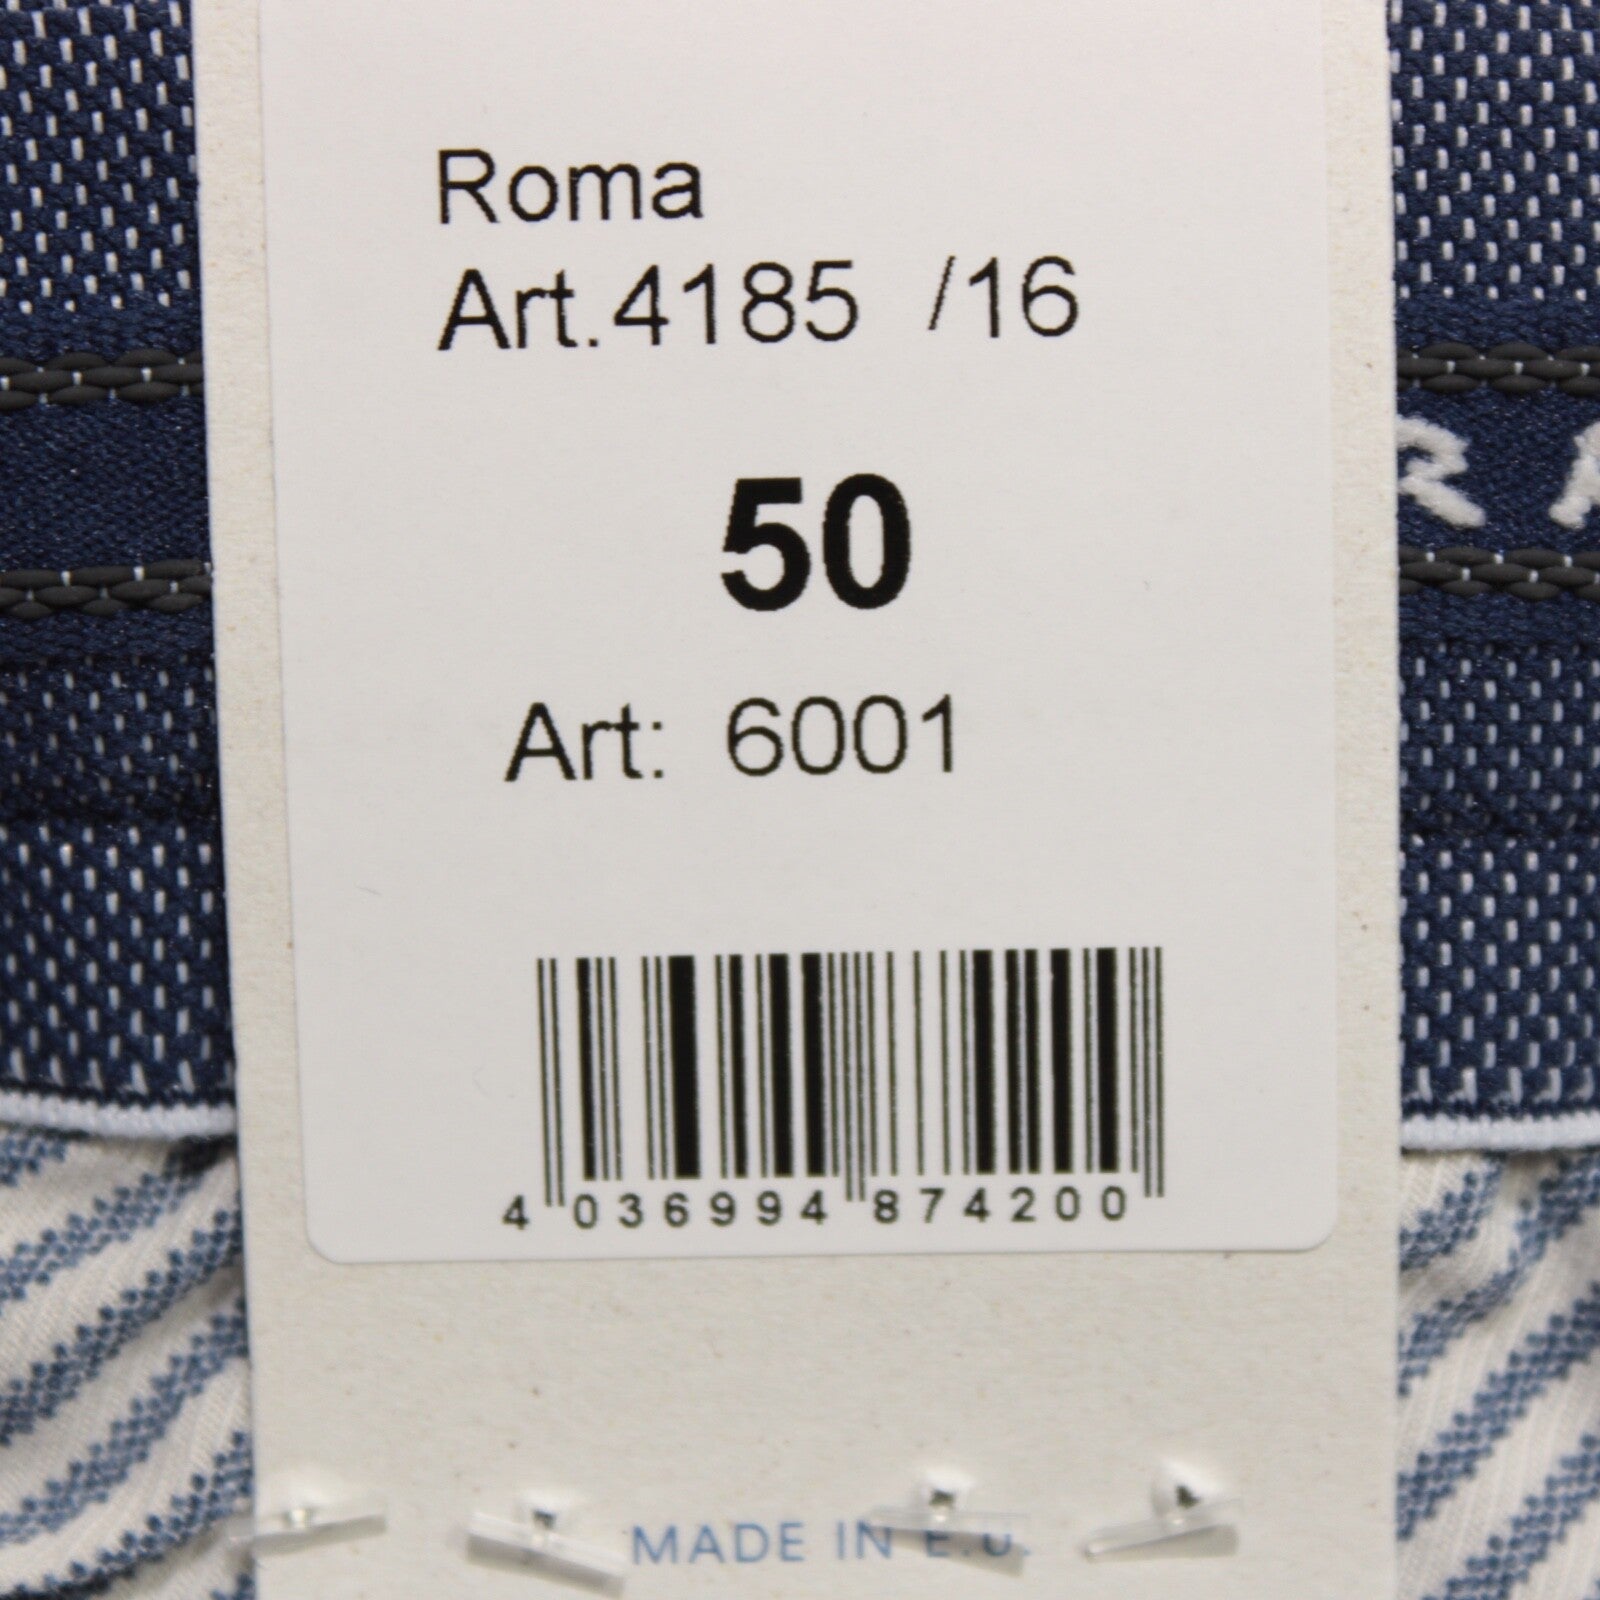 Roma
Art.4185 /16
50
Art: 6001
4 036994 874200
MADE IN E.U.